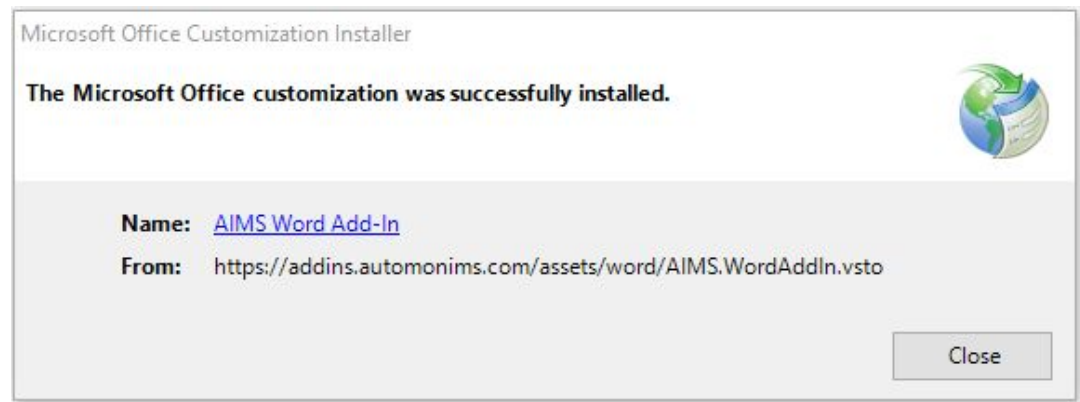 Microsoft Office Customization Installer
The Microsoft Office customization was successfully installed.
Name: AIMS Word Add-In
From: https://addins.automonims.com/assets/word/AIMS.WordAddIn.vsto
Close